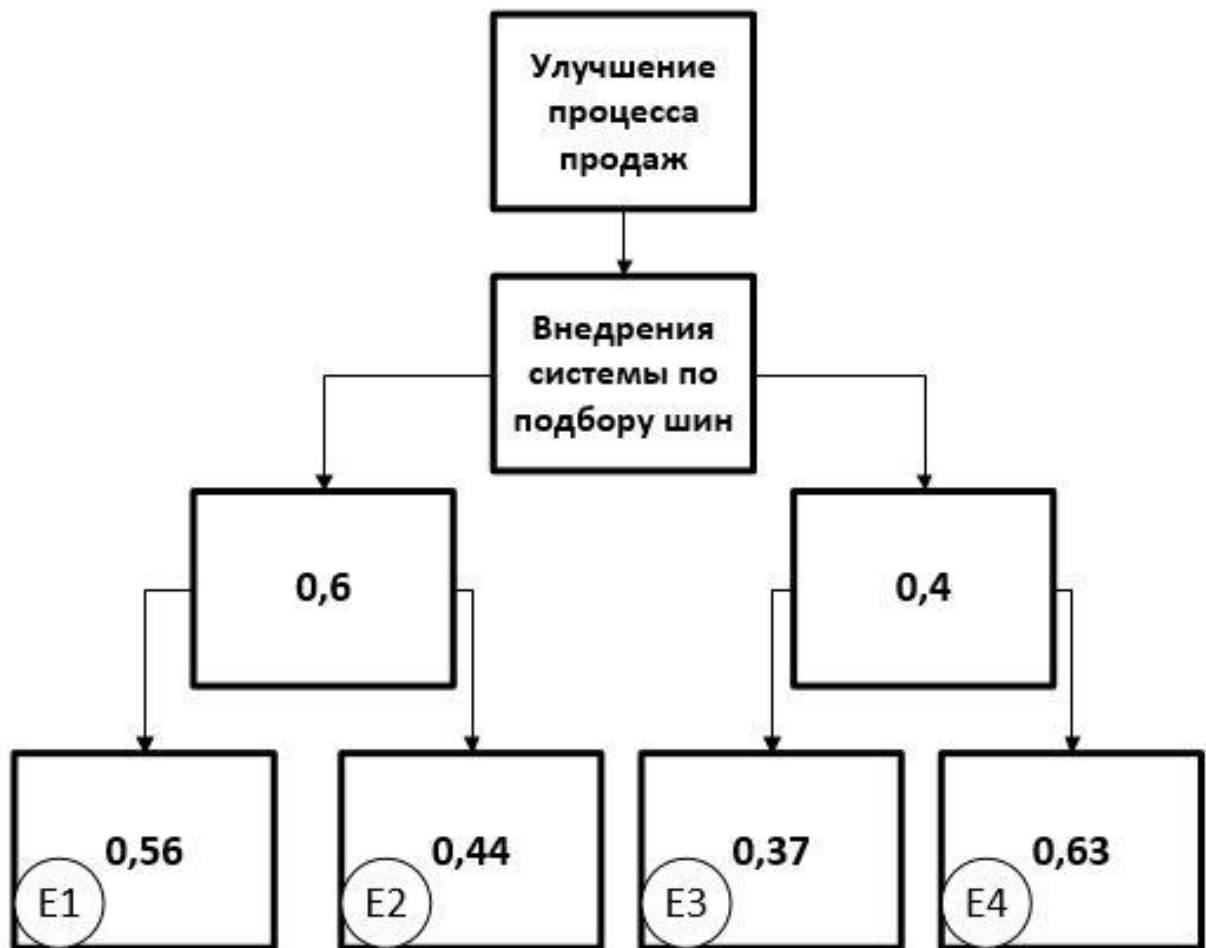 Улучшение
процесса
продаж
Внедрения
системы по
подбору шин
0,6
0,4
0,56
0,44
0,37
0,63
E1
E2
E3
E4